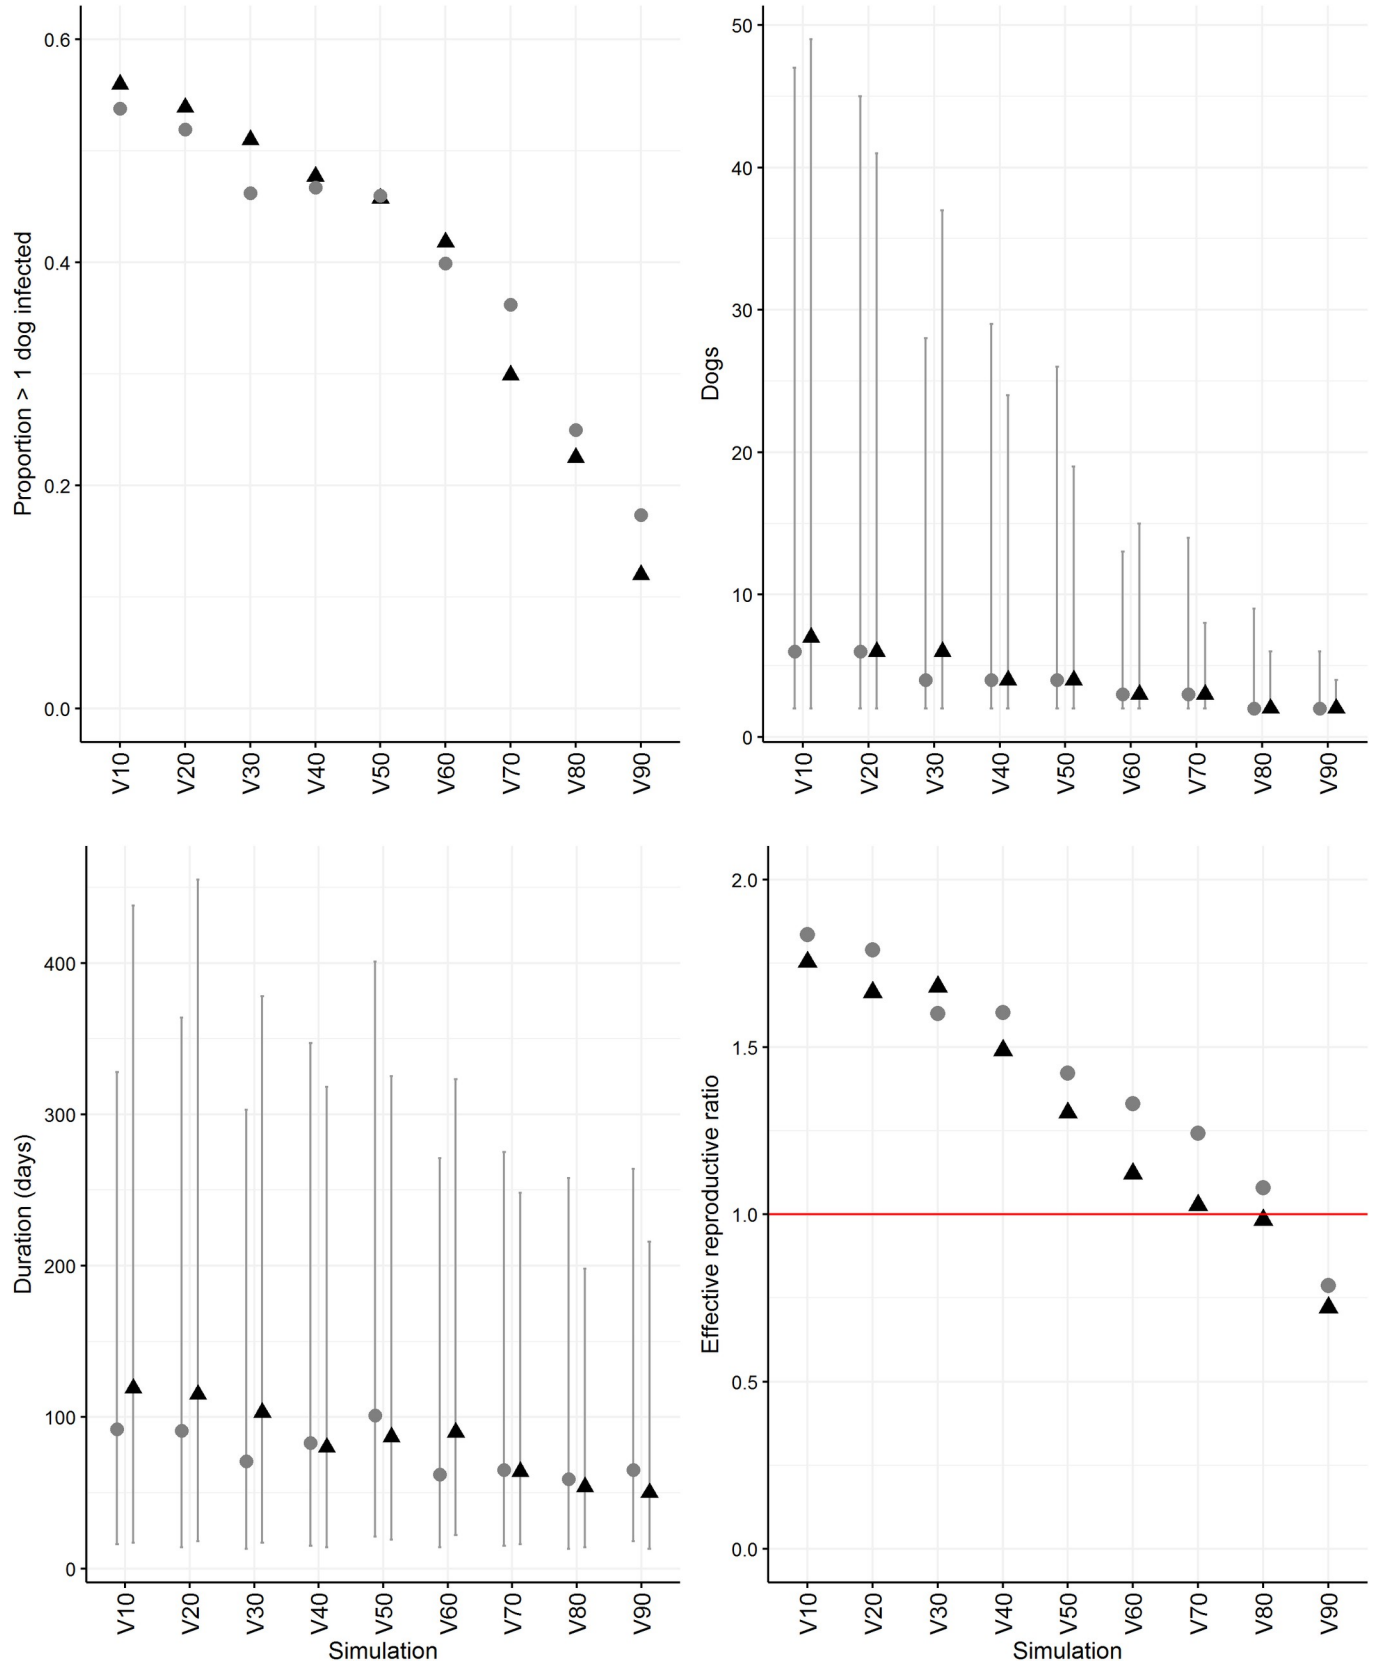 Proportion > 1 dog infected
0.6
0.4
0.2
0.0
V10 V20 V30 V40 V50 V60 V70 V80 V90
Dogs
50
40
30
20
10
0
V10 V20 V30 V40 V50 V60 V70 V80 V90
Duration (days)
400
300
200
100
0
V10 V20 V30 V40 V50 V60 V70 V80 V90
Simulation
Effective reproductive ratio
2.0
1.5
1.0
0.5
0.0
V10 V20 V30 V40 V50 V60 V70 V80 V90
Simulation